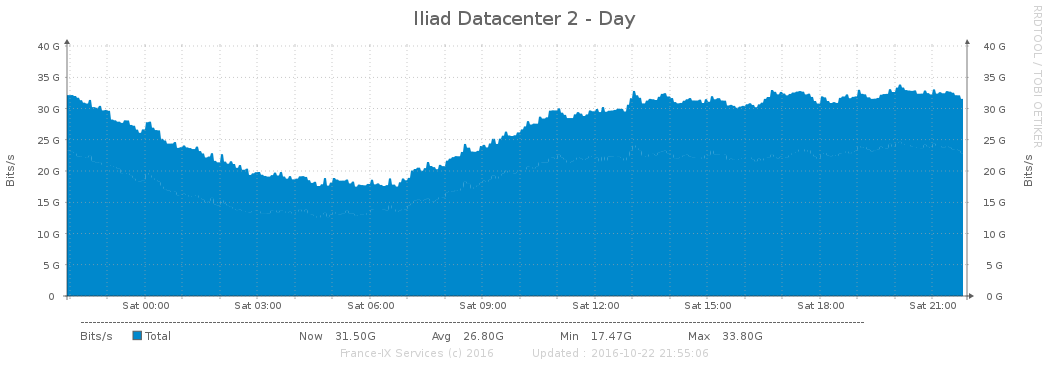 Iliad Datacenter 2 - Day
RRDTOOL / TOBI OETIKER
Bits/s
40 G 40 G
35 G 35 G
30 G 30 G
25 G 25 G
20 G 20 G
15 G 15 G
10 G 10 G
5 G 5 G
0 0 G
Bits/s
Sat 00:00 Sat 03:00 Sat 06:00 Sat 09:00 Sat 12:00 Sat 15:00 Sat 18:00 Sat 21:00
Bits/s Total Now 31.50G Avg 26.80G Min 17.47G Max 33.80G
France-IX Services (c) 2016 Updated : 2016-10-22 21:55:06